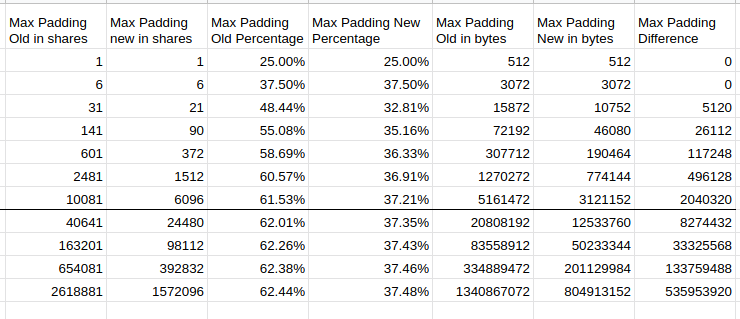 Max Padding Old in shares Max Padding new in shares Max Padding Old Percentage Max Padding New Percentage Max Padding Old in bytes Max Padding New in bytes Max Padding Difference
1 1 25.00% 25.00% 512 512 0
6 6 37.50% 37.50% 3072 3072 0
31 21 48.44% 32.81% 15872 10752 5120
141 90 55.08% 35.16% 72192 46080 26112
601 372 58.69% 36.33% 307712 190464 117248
2481 1512 60.57% 36.91% 1270272 774144 496128
10081 6096 61.53% 37.21% 5161472 3121152 2040320
40641 24480 62.01% 37.35% 20808192 12533760 8274432
163201 98112 62.26% 37.43% 83558912 50233344 33325568
654081 392832 62.38% 37.46% 334889472 201129984 133759488
2618881 1572096 62.44% 37.48% 1340867072 804913152 535953920